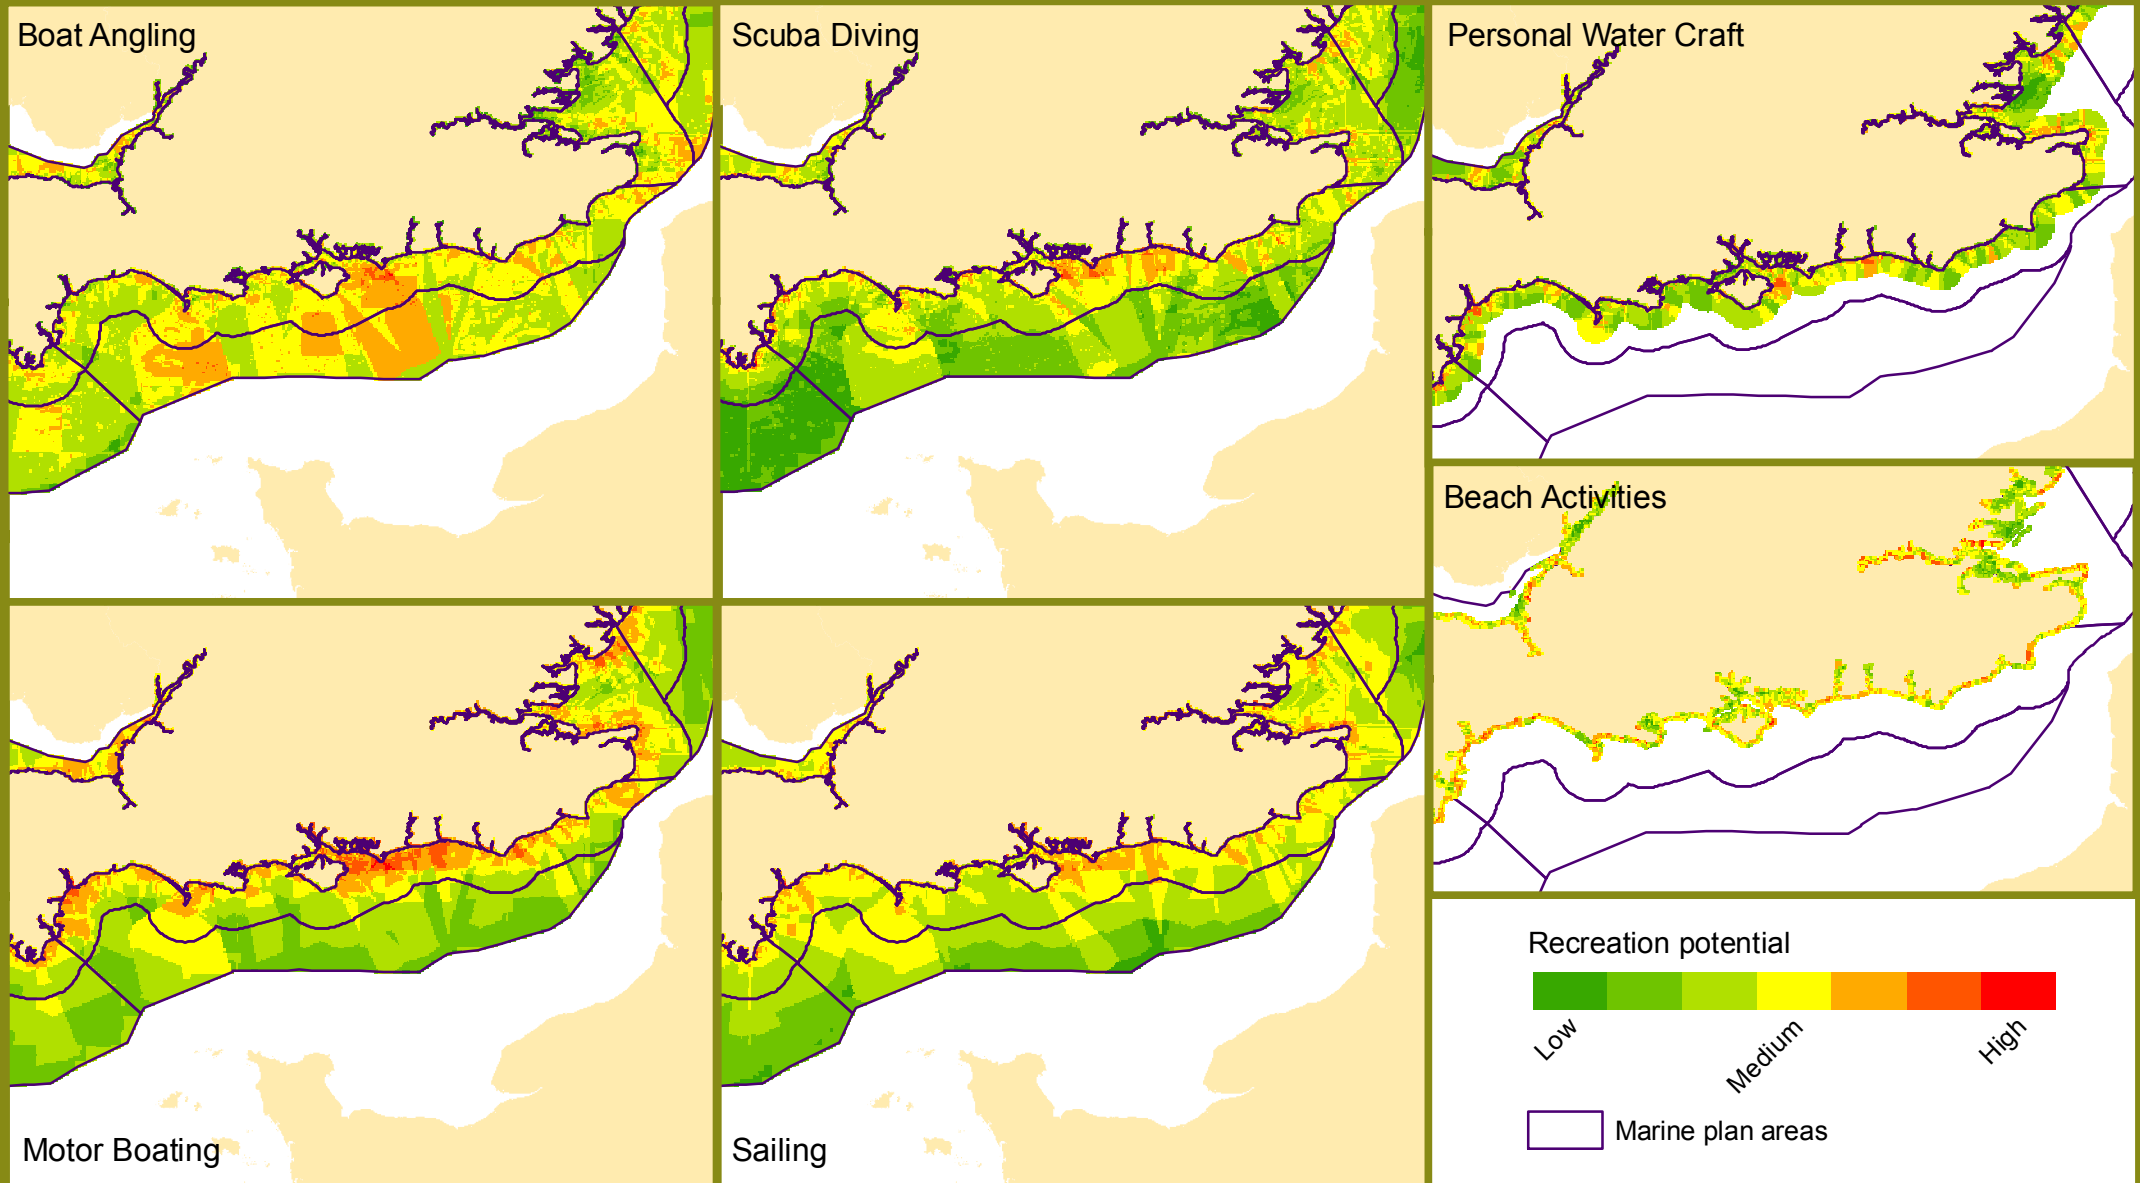 Boat Angling
Scuba Diving
Personal Water Craft
Beach Activities
Motor Boating
Sailing
Recreation potential
Low
Medium
High
Marine plan areas